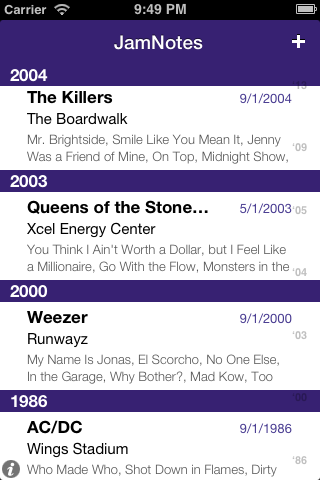 Carrier 9:49 PM
JamNotes +
2004
'13
The Killers 9/1/2004
The Boardwalk
Mr. Brightside, Smile Like You Mean It, Jenny
Was a Friend of Mine, On Top, Midnight Show,
'09
2003
Queens of the Stone... 5/1/2003
'05
Xcel Energy Center
You Think I Ain't Worth a Dollar, but I Feel Like
a Millionaire, Go With the Flow, Monsters in the
'04
2000
Weezer 9/1/2000
Runwayz
'03
My Name Is Jonas, El Scorcho, No One Else,
In the Garage, Why Bother?, Mad Kow, Too
1986
'00
AC/DC 9/1/1986
Wings Stadium
'86
Who Made Who, Shot Down in Flames, Dirty